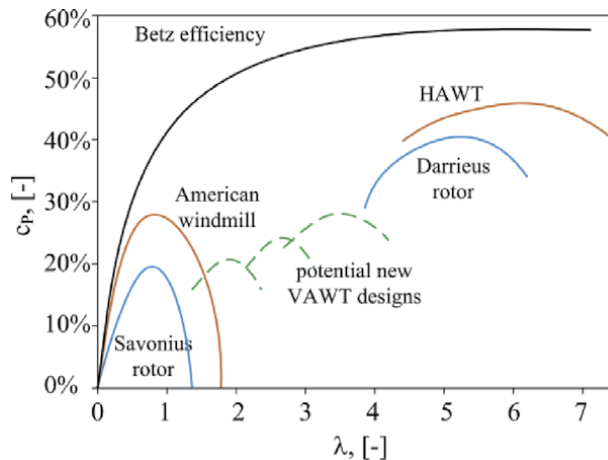 60%
50%
40%
30%
20%
10%
0%
c_P, [-]
Betz efficiency
HAWT
Darrieus
rotor
American
windmill
potential new
VAWT designs
Savonius
rotor
0 1 2 3 4 5 6 7
λ, [-]